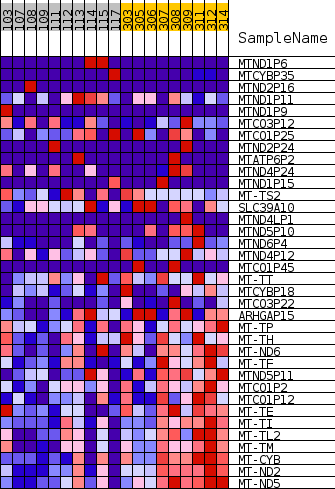 108 107 108 108 110 112 113 114 115 117 303 305 306 307 308 309 311 312 314
SampleName
MTND1P6
MTCYBP35
MTND2P16
MTND1P11
MTND1P9
MTCO3P12
MTCO1P25
MTND2P24
MTATP6P2
MTND4P24
MTND1P15
MT-TS2
SLC39A10
MTND4LP1
MTND5P10
MTND6P4
MTND4P12
MTCO1P45
MT-TT
MTCYBP18
MTCO3P22
ARHGAP15
MT-TP
MT-TH
MT-ND6
MT-TF
MTND5P11
MTCO1P2
MTCO1P12
MT-TE
MT-TI
MT-TL2
MT-TM
MT-CYB
MT-ND2
MT-ND5